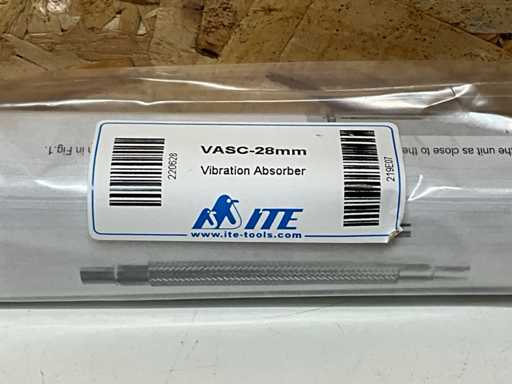 VASC-28mm
Vibration Absorber
220628
219E07
ITE
www.ite-tools.com
the unit as close to the
n in Fig.1.